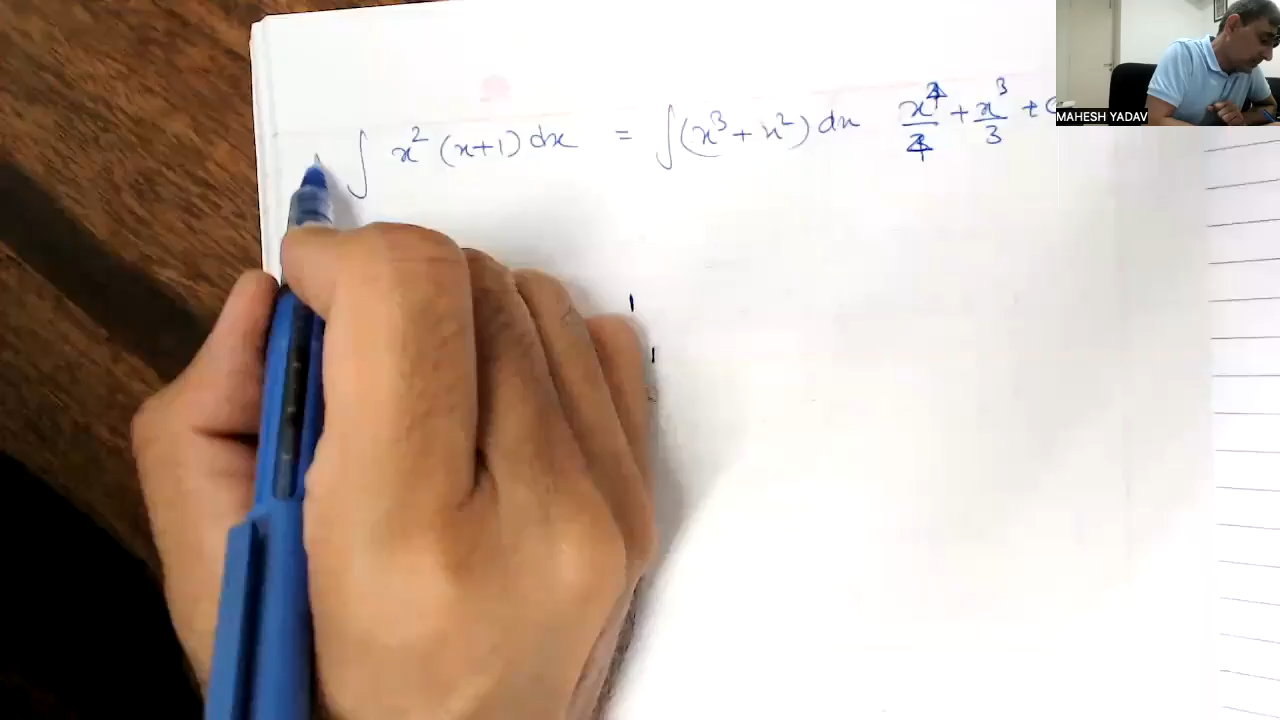 ∫ x² (x+1) dx = ∫(x³ + x²) dx x⁴/4 + x³/3 + C
MAHESH YADAV